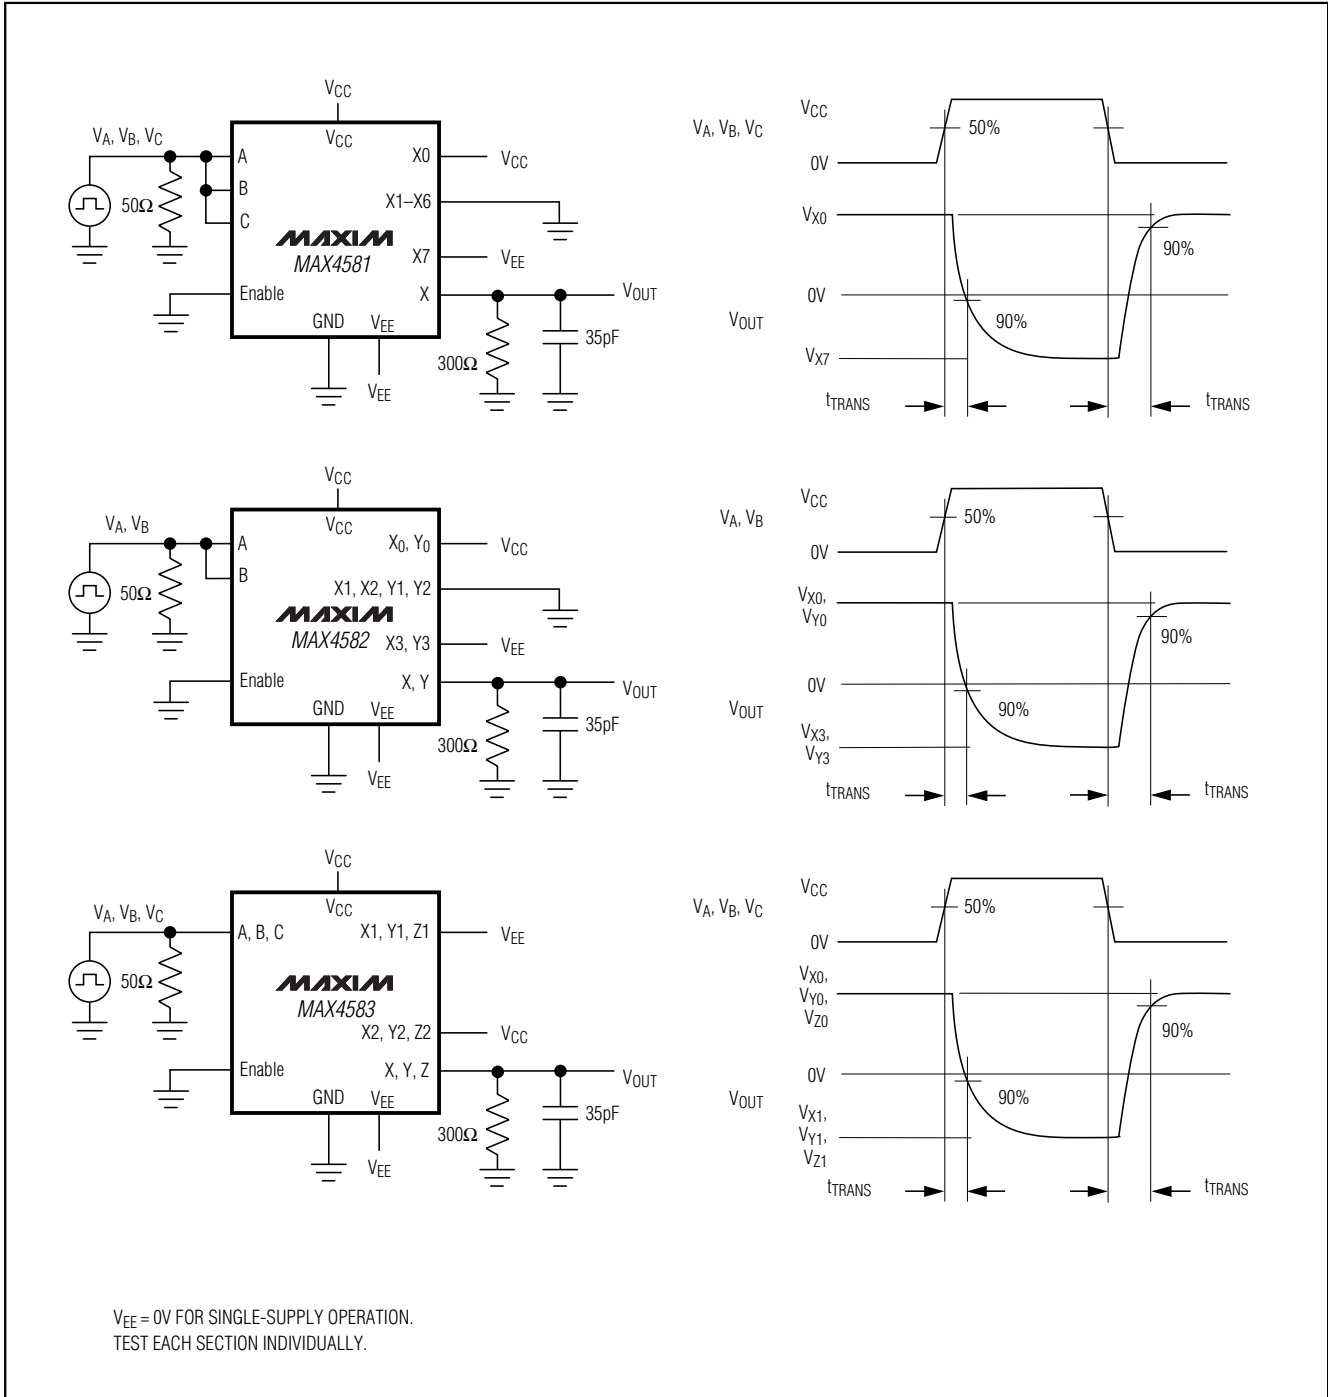 VCC
VCC
VA, VB, VC
A
B
C
50Ω
X0
VCC
X1–X6
MAXIM
MAX4581
X7
VEE
Enable
X
VOUT
GND
VEE
300Ω
35pF
VEE
VA, VB, VC
VCC
50%
0V
VX0
90%
0V
90%
VOUT
VX7
tTRANS
tTRANS
VCC
VCC
VA, VB
A
B
50Ω
X0, Y0
VCC
X1, X2, Y1, Y2
MAXIM
MAX4582
X3, Y3
VEE
Enable
X, Y
VOUT
GND
VEE
300Ω
35pF
VEE
VA, VB
VCC
50%
0V
VX0,
VY0
90%
0V
90%
VOUT
VX3,
VY3
tTRANS
tTRANS
VCC
VCC
VA, VB, VC
A, B, C
50Ω
X1, Y1, Z1
VEE
MAXIM
MAX4583
X2, Y2, Z2
VCC
Enable
X, Y, Z
VOUT
GND
VEE
300Ω
35pF
VEE
VA, VB, VC
VCC
50%
0V
VX0,
VY0,
VZ0
90%
0V
90%
VOUT
VX1,
VY1,
VZ1
tTRANS
tTRANS
VEE = 0V FOR SINGLE-SUPPLY OPERATION.
TEST EACH SECTION INDIVIDUALLY.